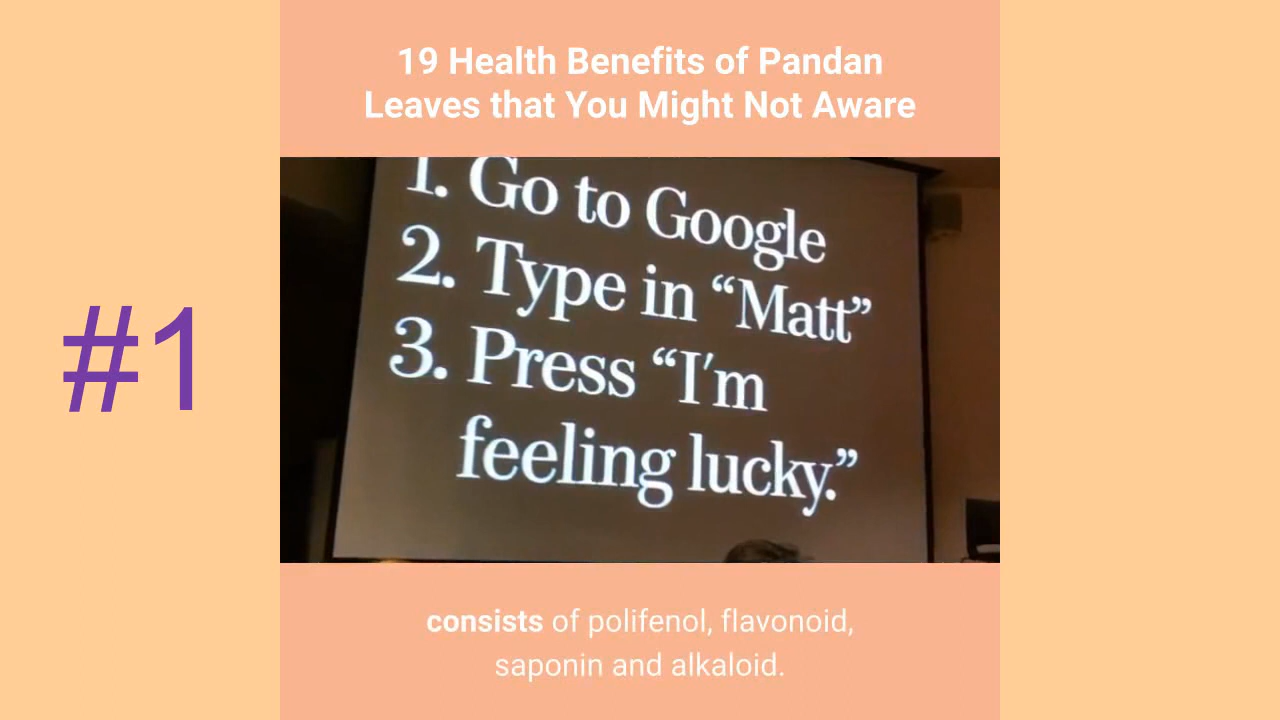 19 Health Benefits of Pandan
Leaves that You Might Not Aware
#1
1. Go to Google
2. Type in “Matt”
3. Press “I'm
feeling lucky.”
consists of polifenol, flavonoid,
saponin and alkaloid.